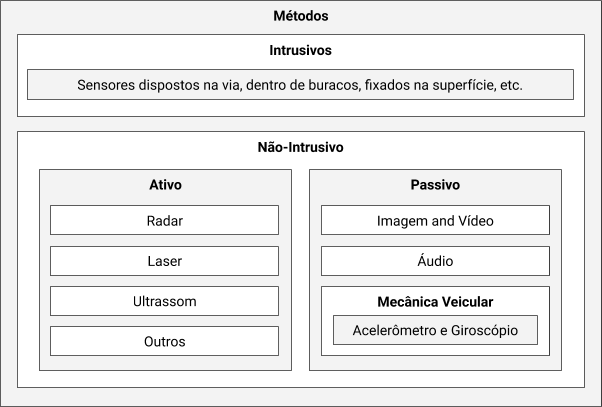 Métodos
Intrusivos
Sensores dispostos na via, dentro de buracos, fixados na superfície, etc.
Não-Intrusivo
Ativo
Radar
Laser
Ultrassom
Outros
Passivo
Imagem and Vídeo
Áudio
Mecânica Veicular
Acelerômetro e Giroscópio